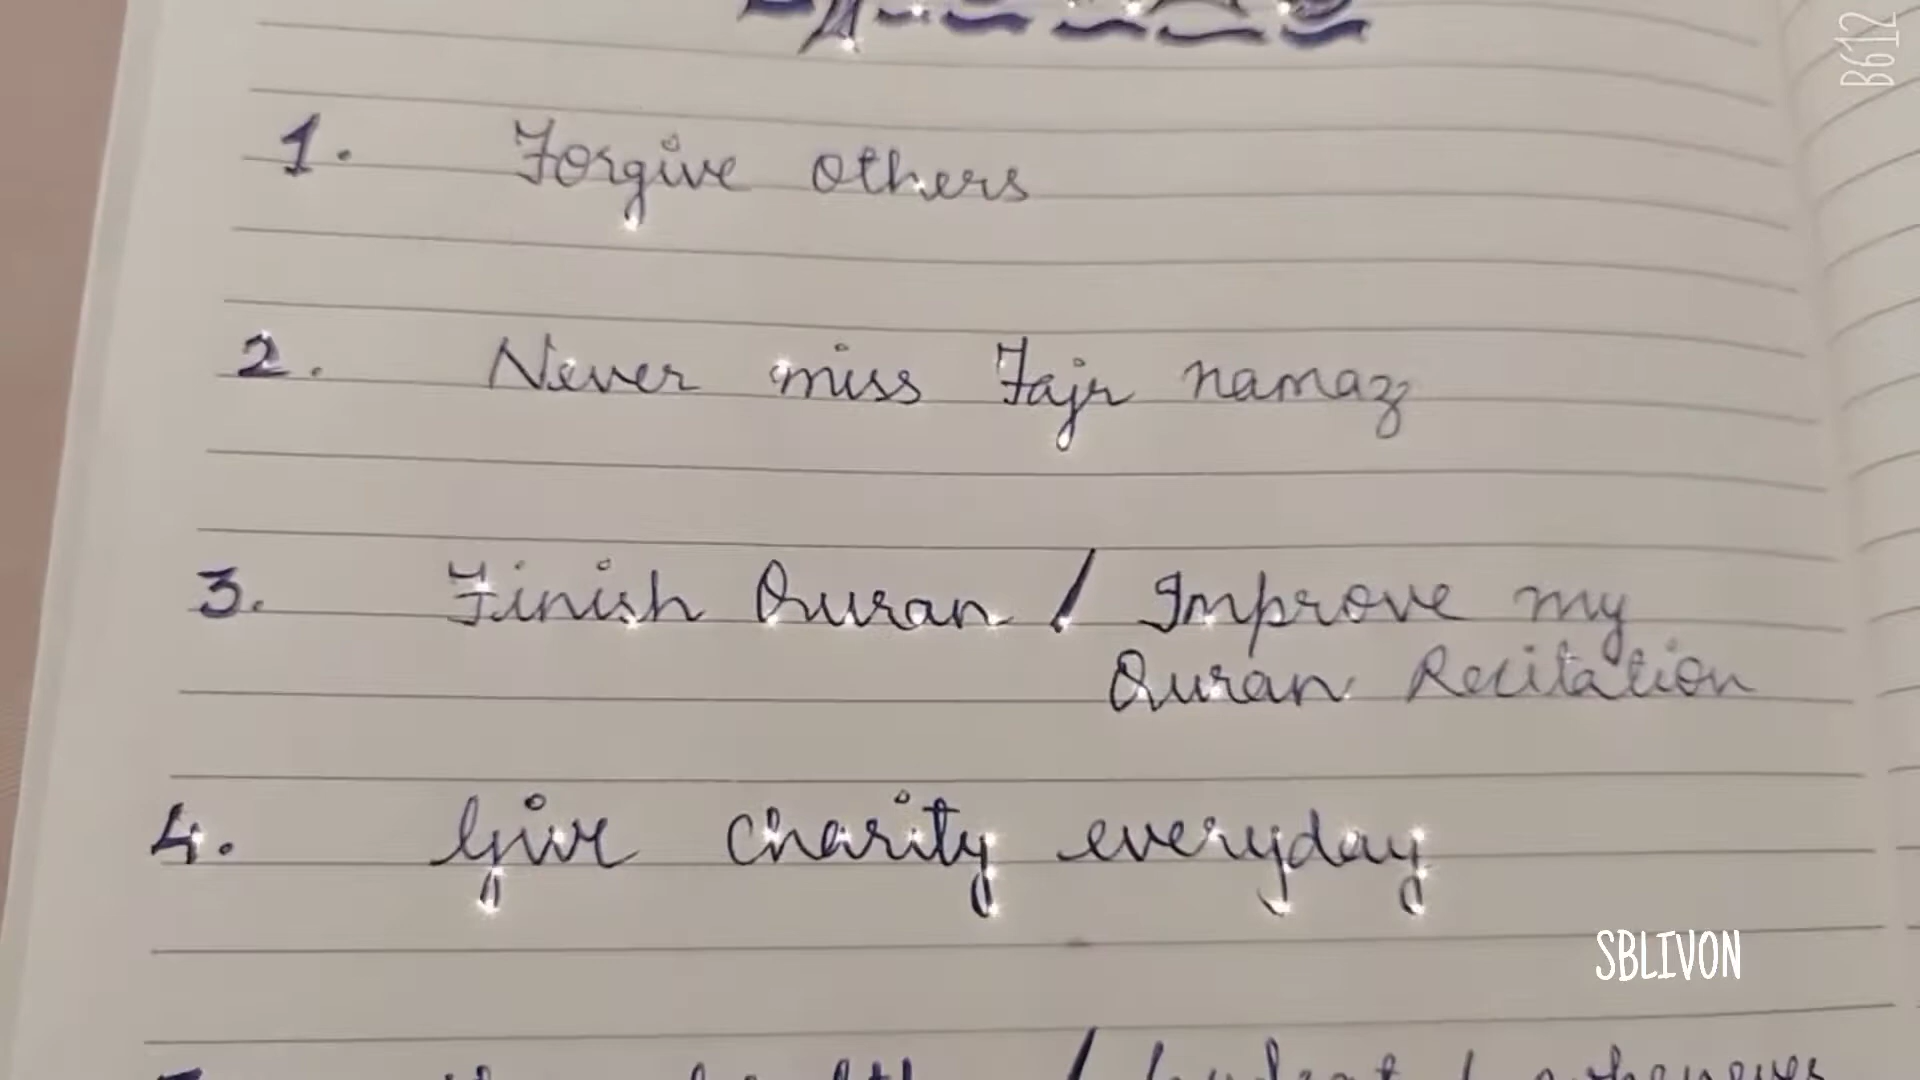 B612
1. Forgive others
2. Never miss Fajr namaz
3. Finish Quran / Improve my
Quran Recitation
4. Give charity everyday
SBLIVON